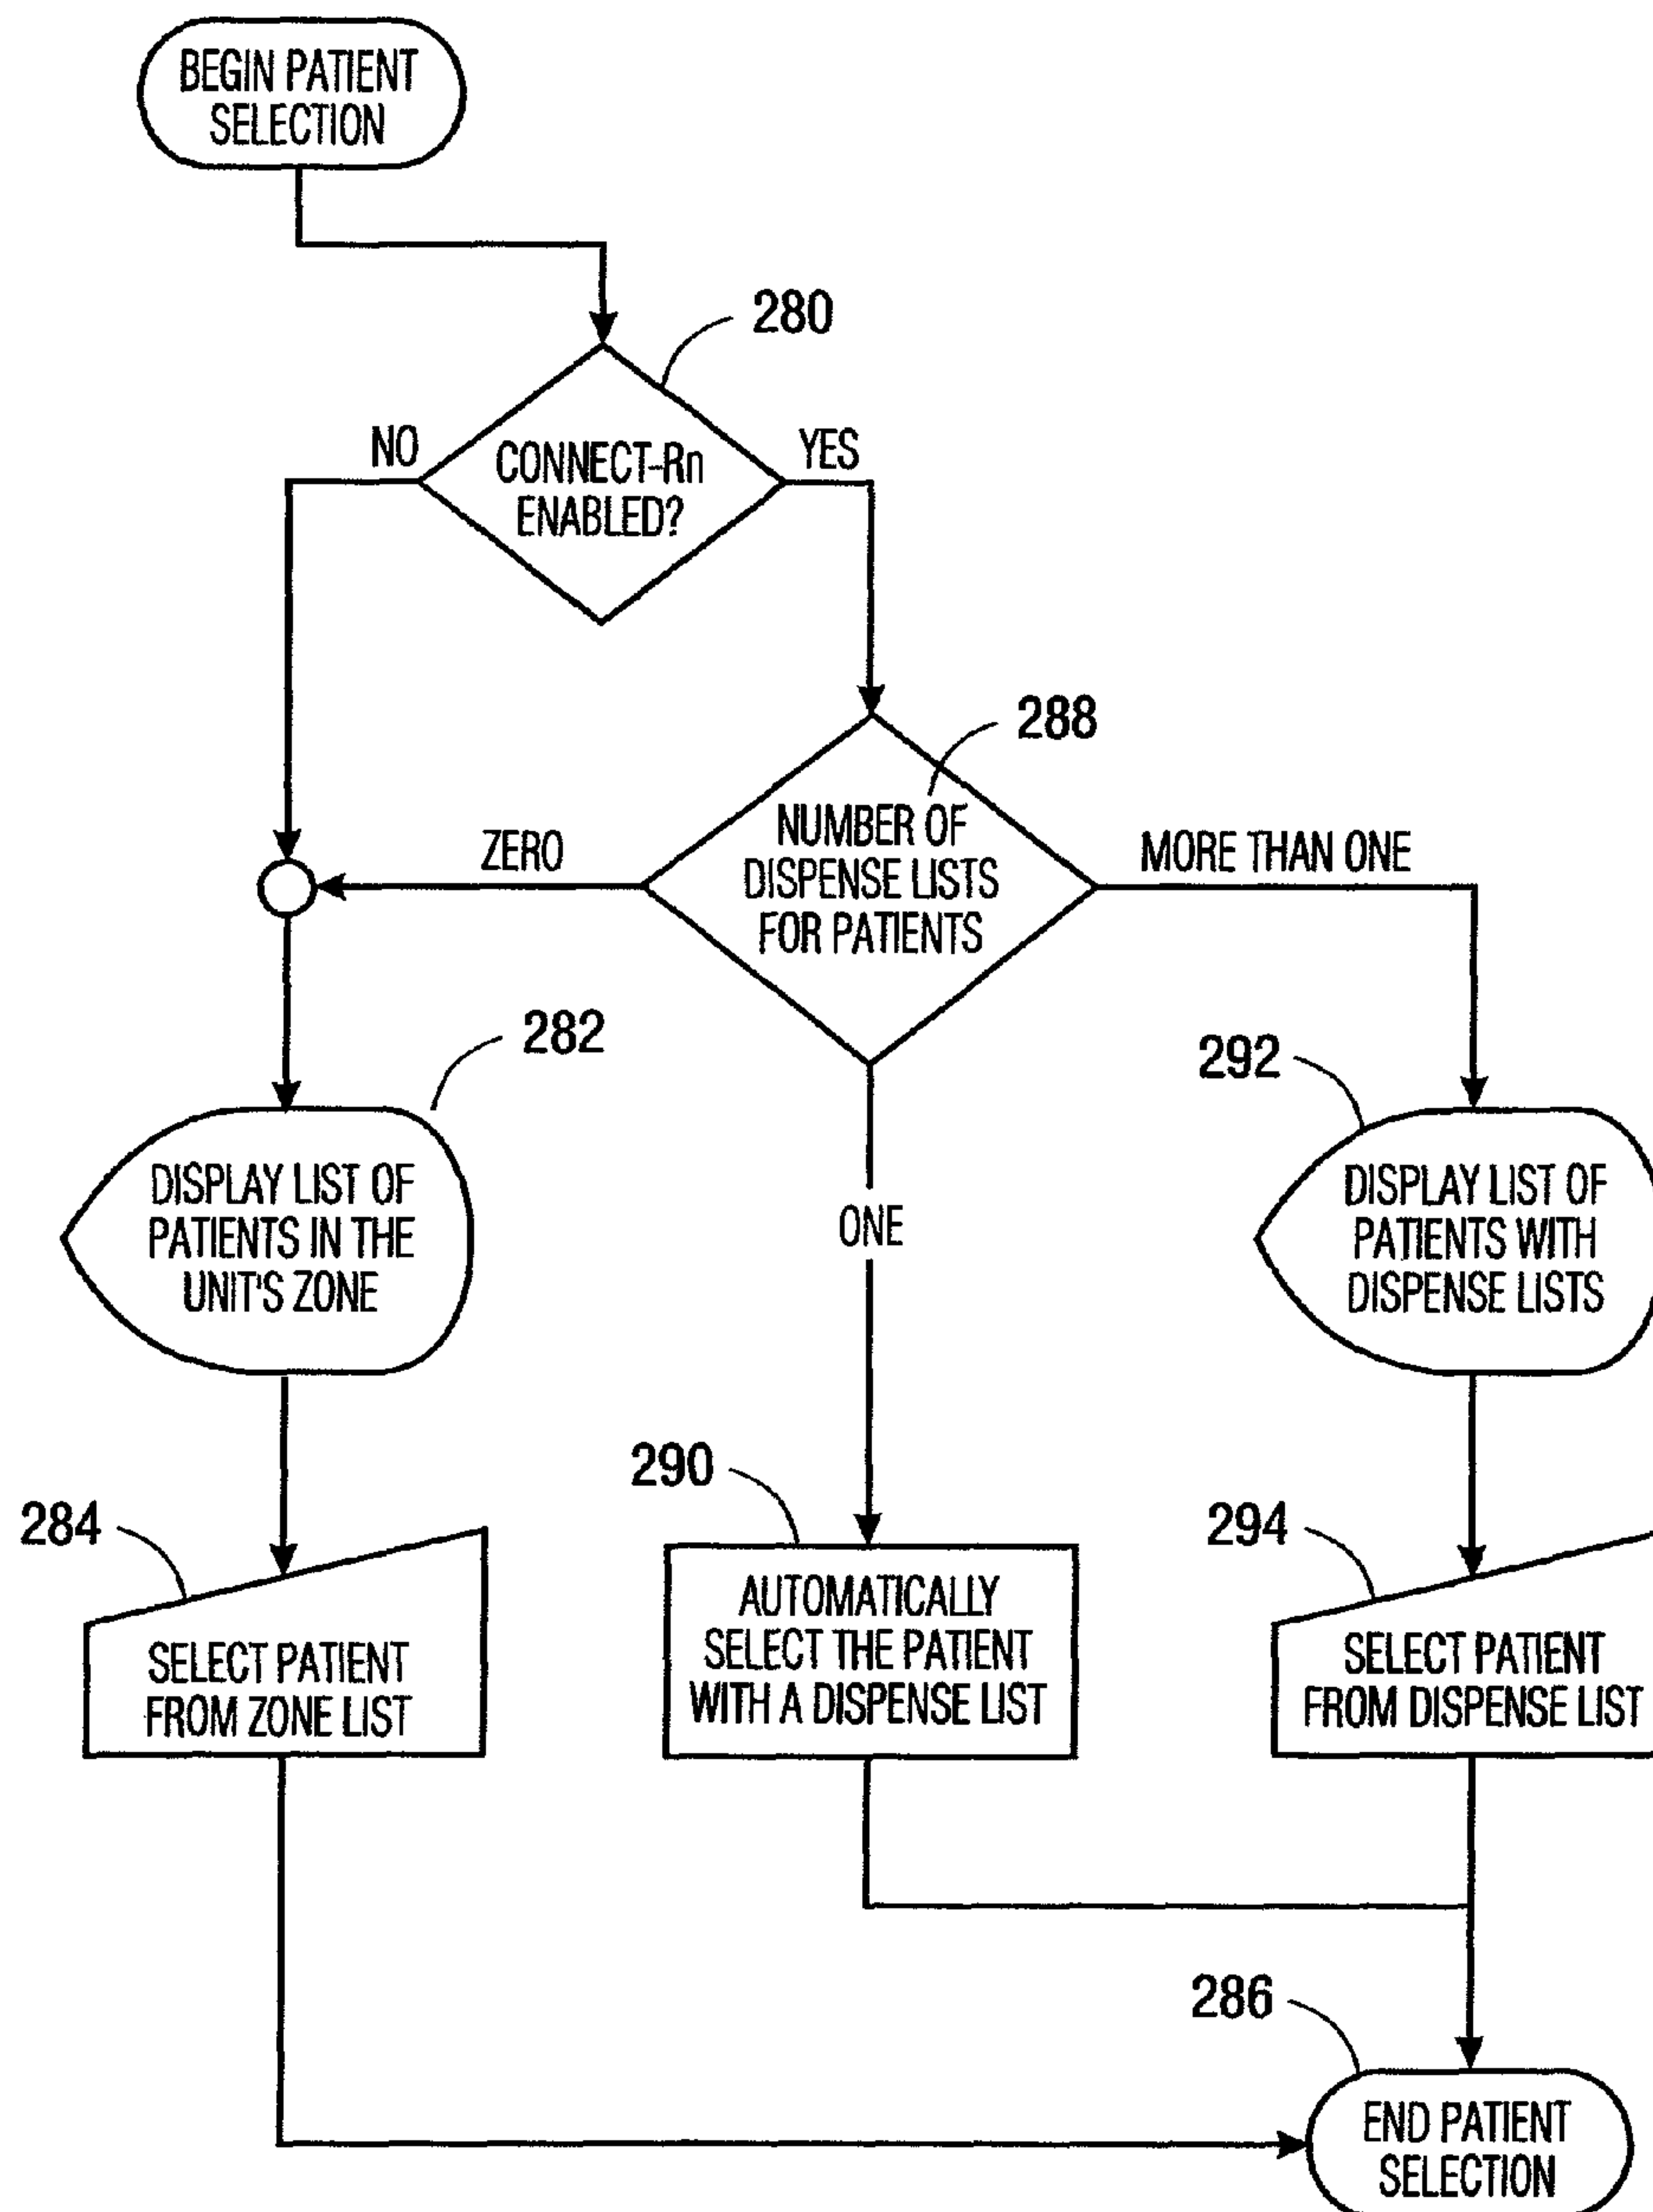 BEGIN PATIENT
SELECTION
280
NO
YES
CONNECT-Rn
ENABLED?
288
ZERO
NUMBER OF
DISPENSE LISTS
FOR PATIENTS
MORE THAN ONE
282
292
DISPLAY LIST OF
PATIENTS IN THE
UNIT'S ZONE
ONE
DISPLAY LIST OF
PATIENTS WITH
DISPENSE LISTS
284
290
294
SELECT PATIENT
FROM ZONE LIST
AUTOMATICALLY
SELECT THE PATIENT
WITH A DISPENSE LIST
SELECT PATIENT
FROM DISPENSE LIST
286
END PATIENT
SELECTION